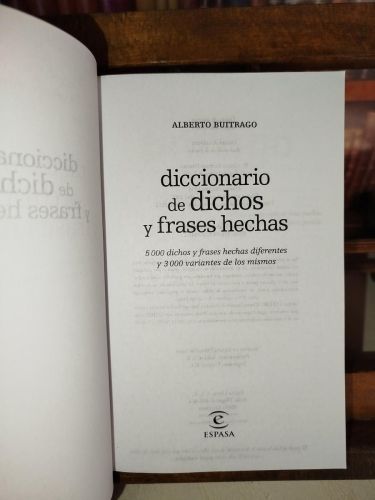 ALBERTO BUITRAGO
diccionario
de dichos
y frases hechas
5 000 dichos y frases hechas diferentes
y 3 000 variantes de los mismos
e
ESPASA